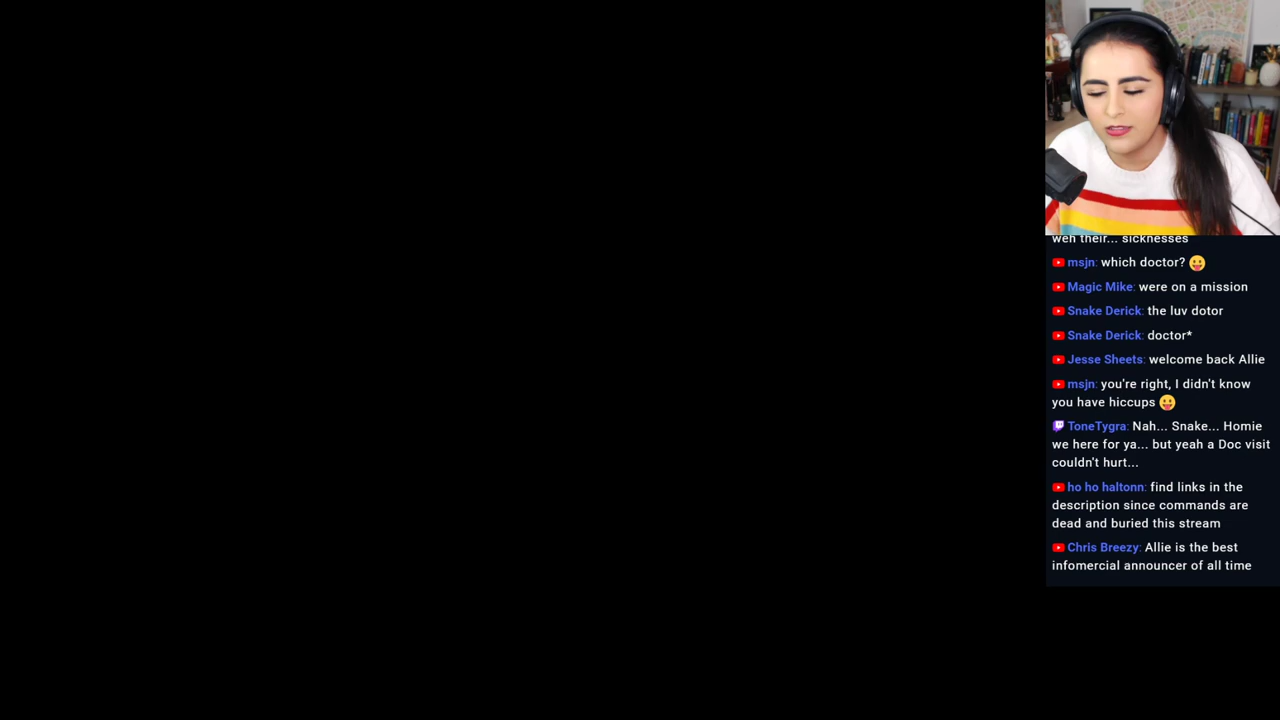 weh their... sicknesses
msjn: which doctor? 😛
Magic Mike: were on a mission
Snake Derick: the luv dotor
Snake Derick: doctor*
Jesse Sheets: welcome back Allie
msjn: you're right, I didn't know
you have hiccups 😛
ToneTygra: Nah... Snake... Homie
we here for ya... but yeah a Doc visit
couldn't hurt...
ho ho haltonn: find links in the
description since commands are
dead and buried this stream
Chris Breezy: Allie is the best
infomercial announcer of all time